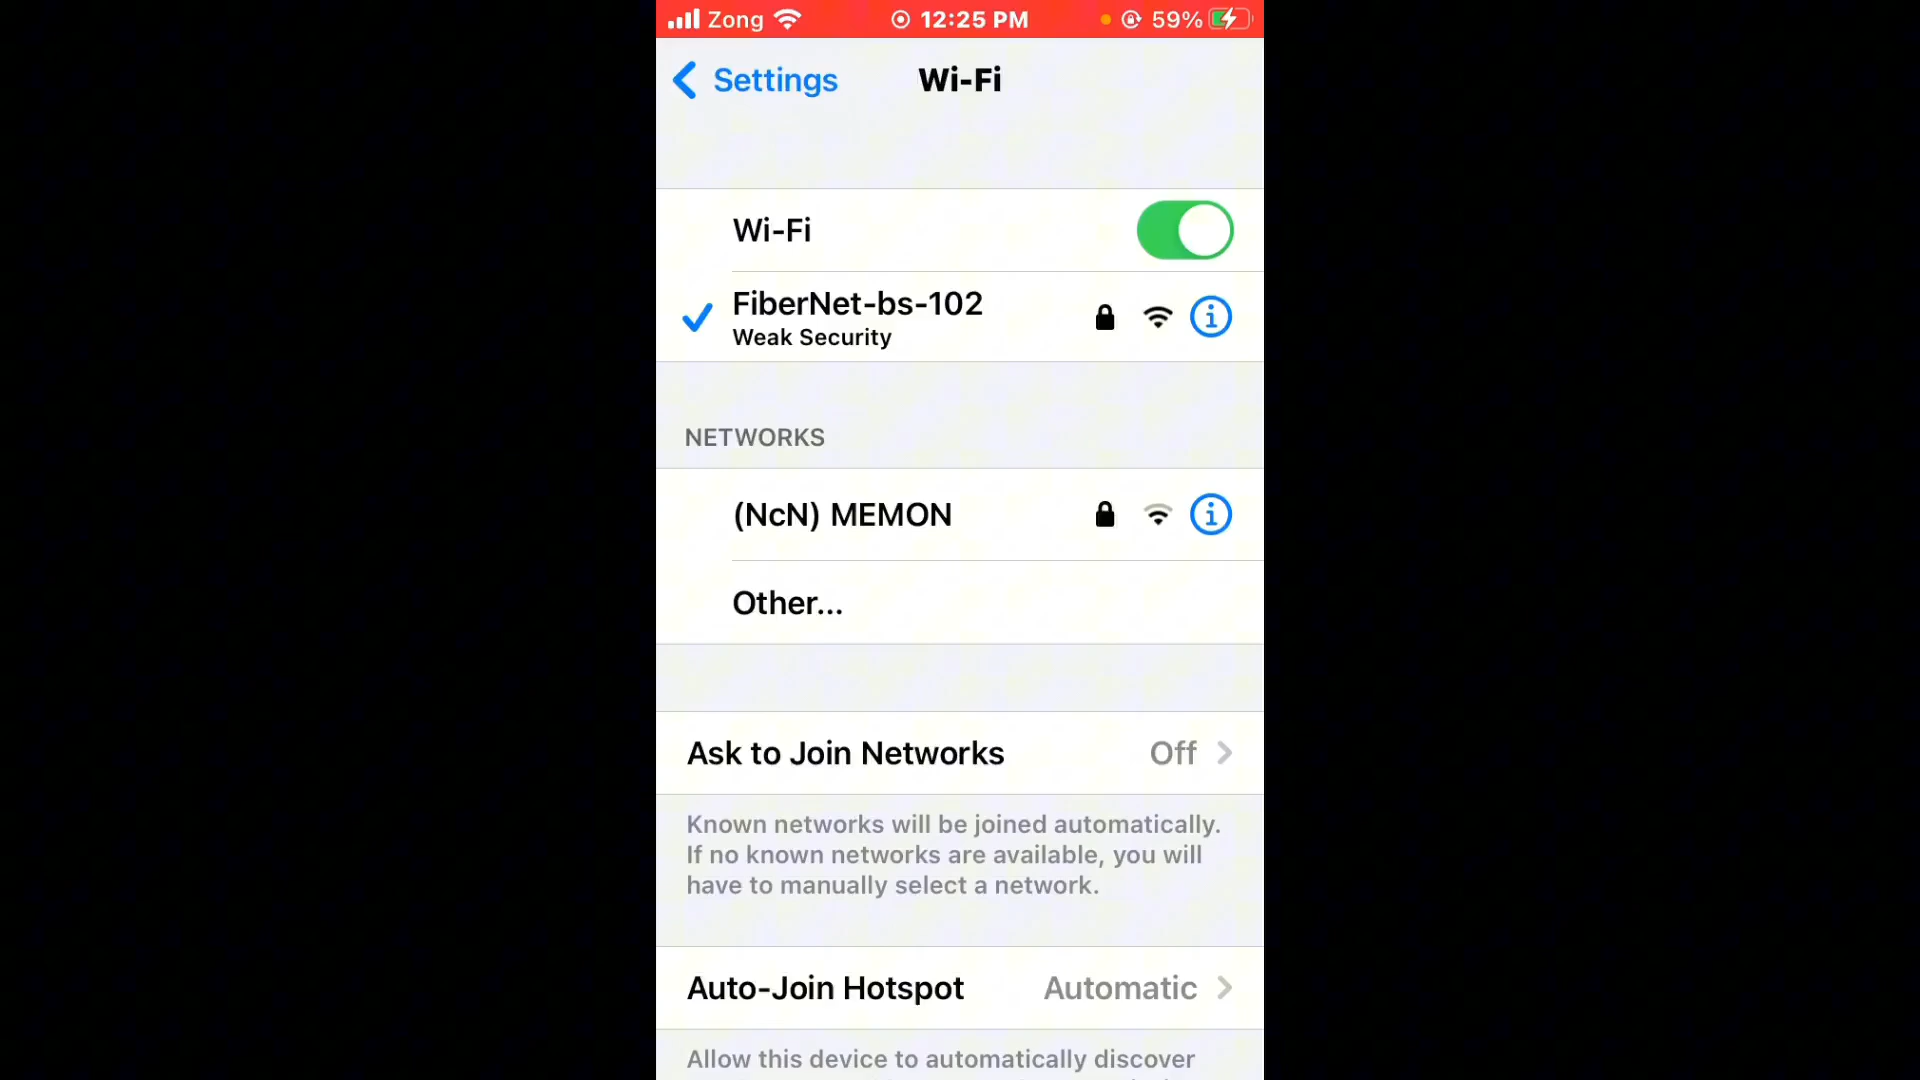 Zong 12:25 PM 59%
Settings Wi-Fi
Wi-Fi
FiberNet-bs-102
Weak Security
NETWORKS
(NcN) MEMON
Other...
Ask to Join Networks Off
Known networks will be joined automatically.
If no known networks are available, you will
have to manually select a network.
Auto-Join Hotspot Automatic
Allow this device to automatically discover